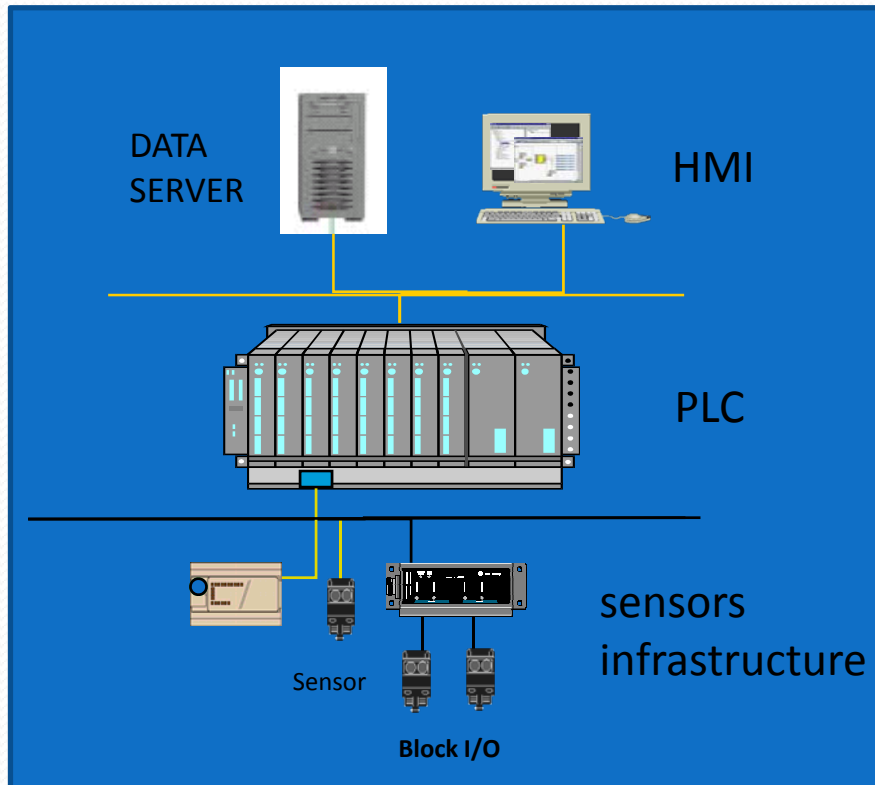 DATA
SERVER
HMI
PLC
sensors
infrastructure
Sensor
Block I/O